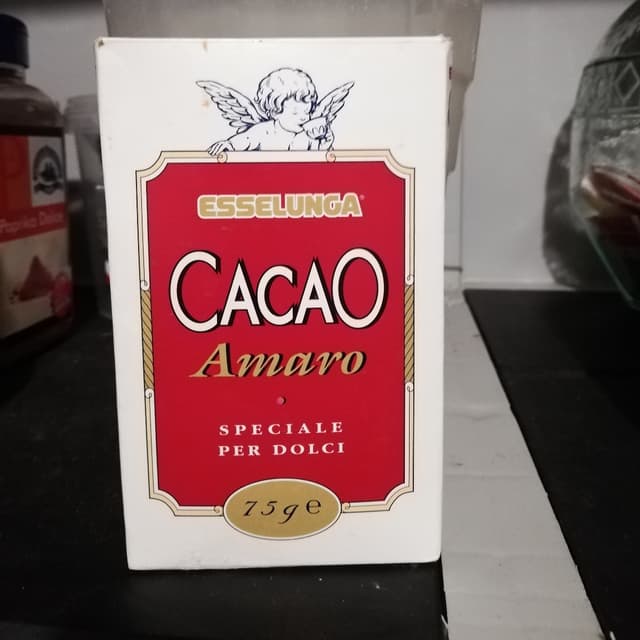 ESSELUNGA
CACAO
Amaro
SPECIALE
PER DOLCI
75g e